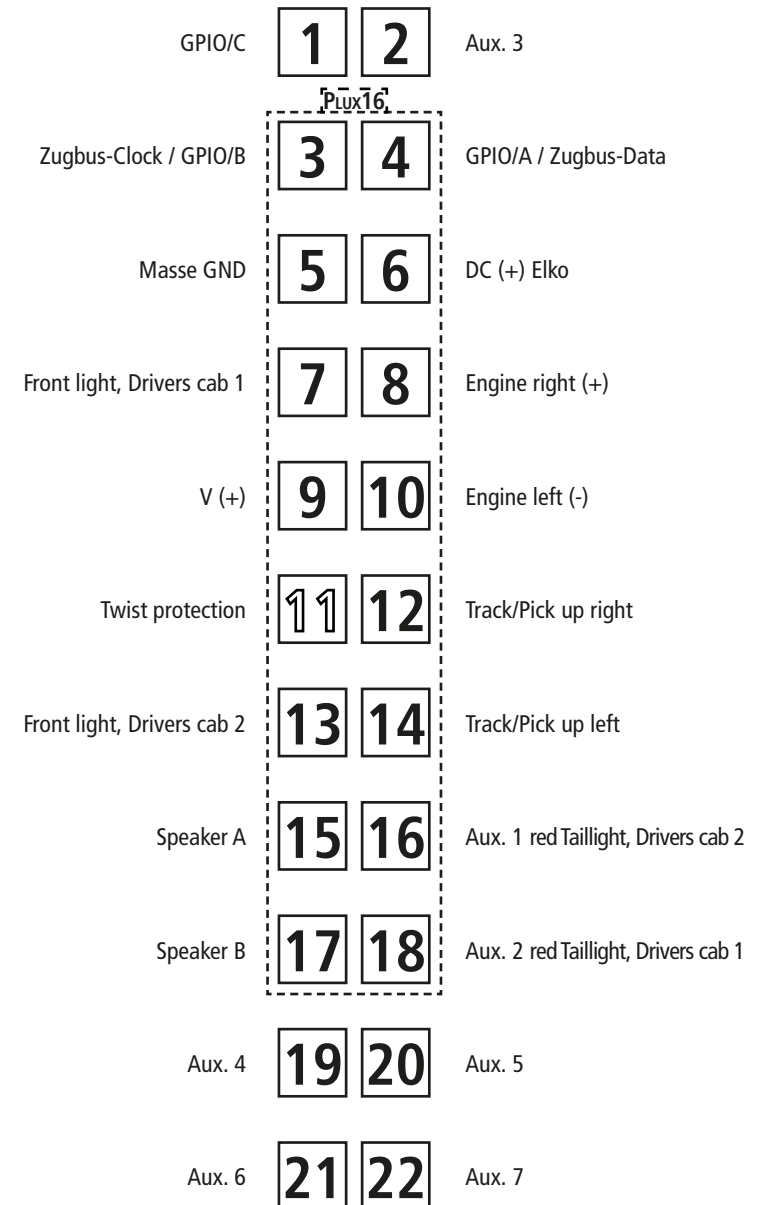 GPIO/C 1 2 Aux. 3
PLUX16
Zugbus-Clock / GPIO/B 3 4 GPIO/A / Zugbus-Data
Masse GND 5 6 DC (+) Elko
Front light, Drivers cab 1 7 8 Engine right (+)
V (+) 9 10 Engine left (-)
Twist protection 11 12 Track/Pick up right
Front light, Drivers cab 2 13 14 Track/Pick up left
Speaker A 15 16 Aux. 1 red Taillight, Drivers cab 2
Speaker B 17 18 Aux. 2 red Taillight, Drivers cab 1
Aux. 4 19 20 Aux. 5
Aux. 6 21 22 Aux. 7